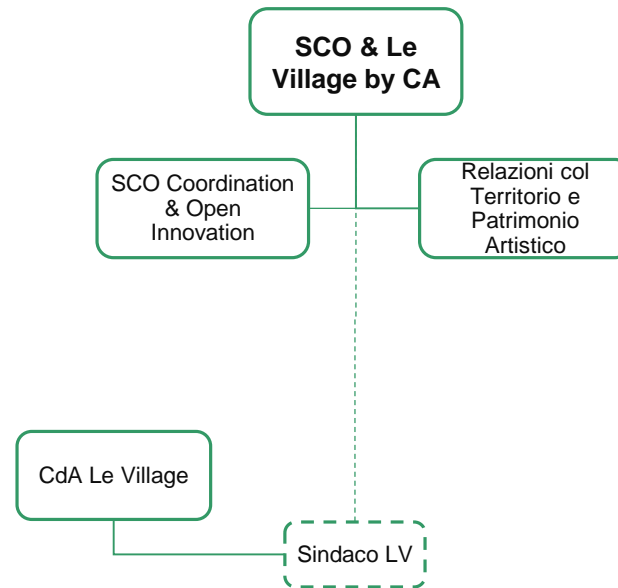 SCO & Le
Village by CA
SCO Coordination
& Open
Innovation
Relazioni col
Territorio e
Patrimonio
Artistico
CdA Le Village
Sindaco LV